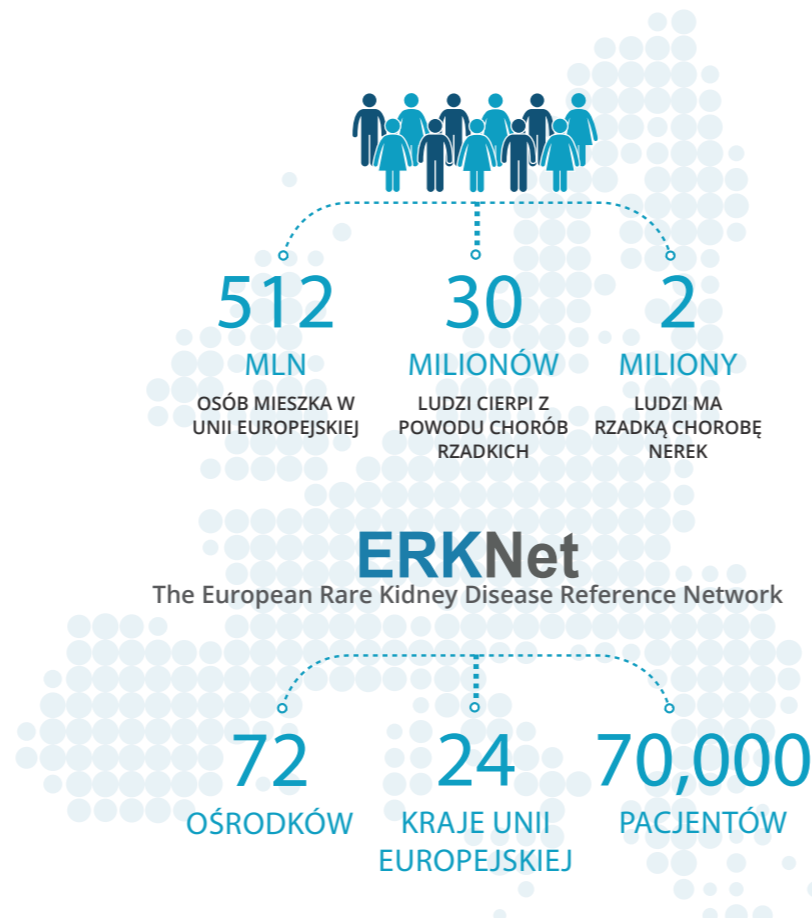 512
MLN
OSÓB MIESZKA W
UNII EUROPEJSKIEJ
30
MILIONÓW
LUDZI CIERPI Z
POWODU CHORÓB
RZADKICH
2
MILIONY
LUDZI MA
RZADKĄ CHOROBĘ
NEREK
ERKNet
The European Rare Kidney Disease Reference Network
72
OŚRODKÓW
24
KRAJE UNII
EUROPEJSKIEJ
70,000
PACJENTÓW